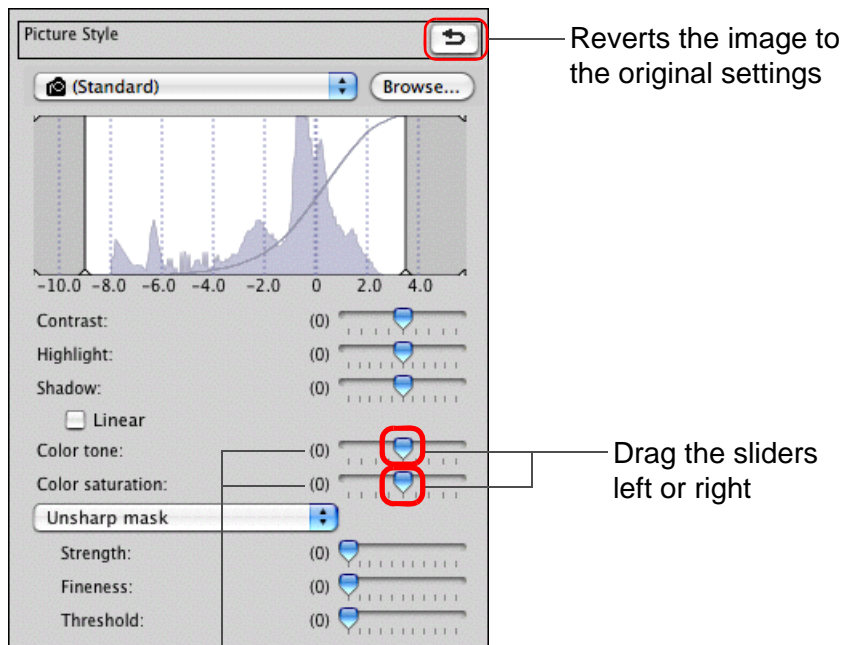 Picture Style
Reverts the image to
the original settings
(Standard)
Browse...
-10.0 -8.0 -6.0 -4.0 -2.0 0 2.0 4.0
Contrast: (0)
Highlight: (0)
Shadow: (0)
Linear
Color tone: (0)
Color saturation: (0)
Drag the sliders
left or right
Unsharp mask
Strength: (0)
Fineness: (0)
Threshold: (0)